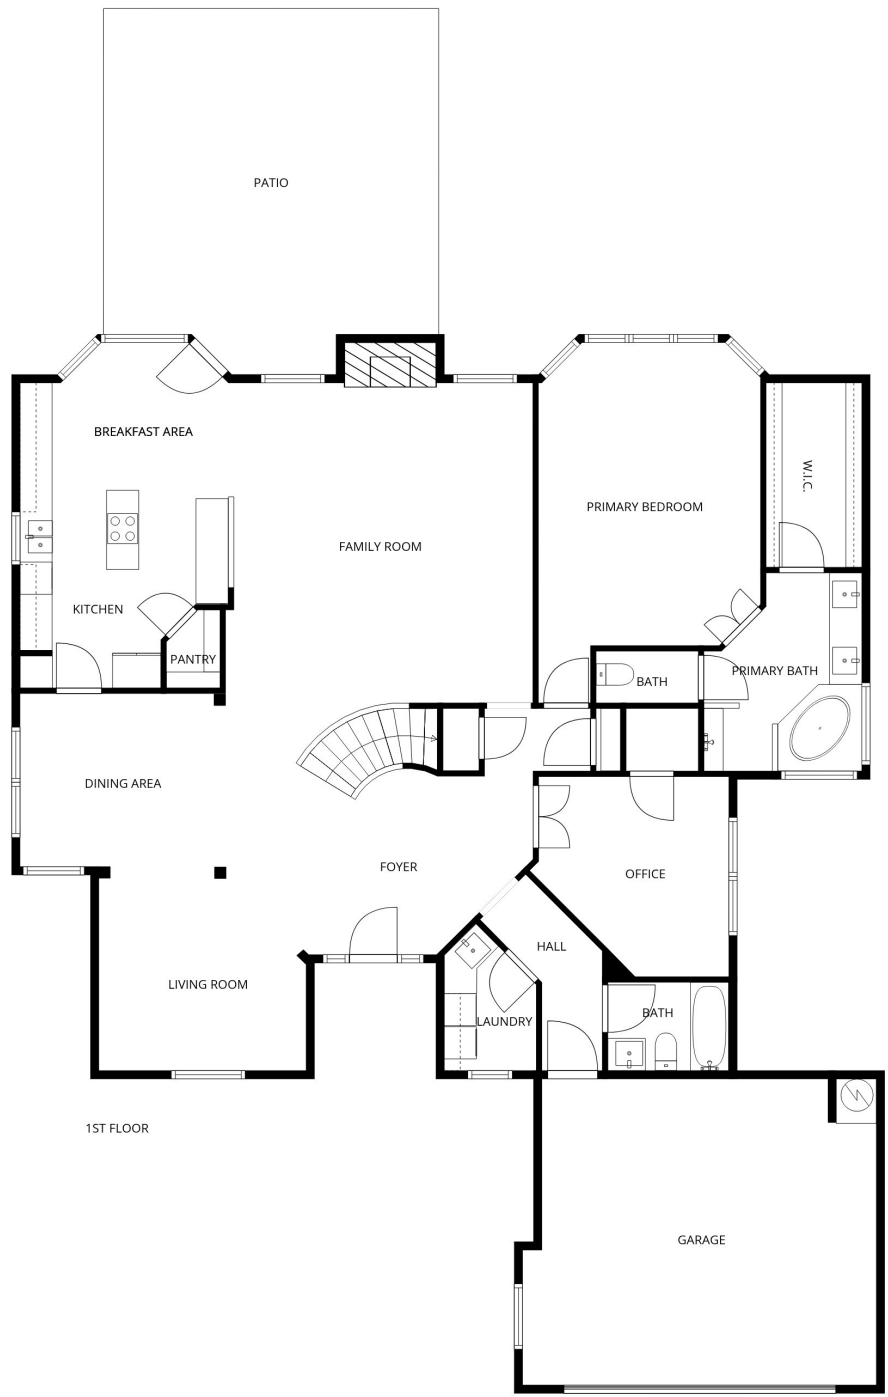 PATIO
BREAKFAST AREA
W.I.C.
PRIMARY BEDROOM
FAMILY ROOM
KITCHEN
PANTRY
PRIMARY BATH
BATH
DINING AREA
FOYER
OFFICE
HALL
LIVING ROOM
BATH
LAUNDRY
1ST FLOOR
GARAGE